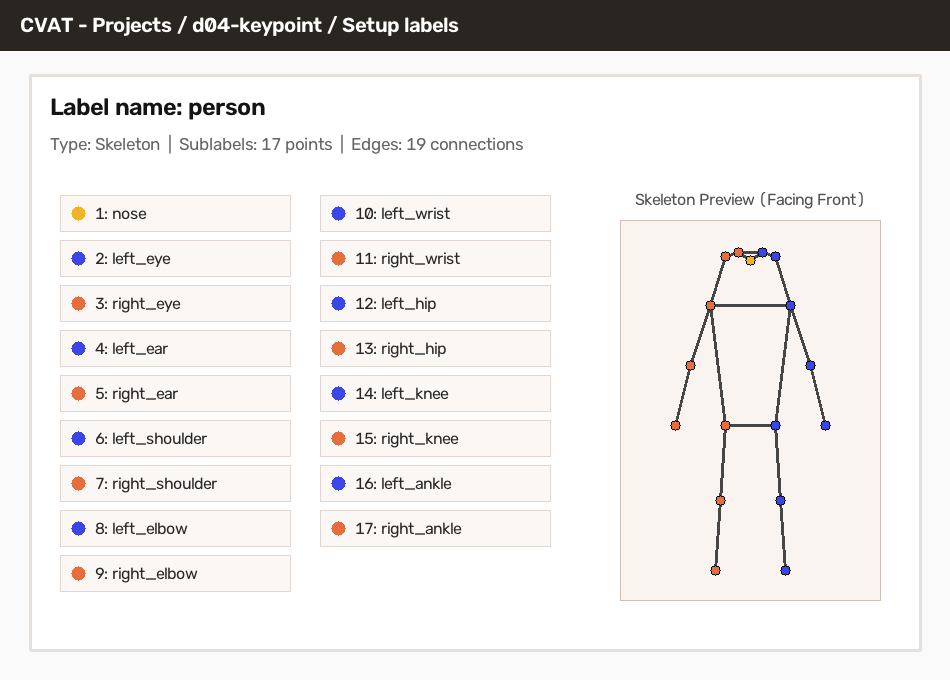 CVAT - Projects / d04-keypoint / Setup labels
Label name: person
Type: Skeleton | Sublabels: 17 points | Edges: 19 connections
1: nose
2: left_eye
3: right_eye
4: left_ear
5: right_ear
6: left_shoulder
7: right_shoulder
8: left_elbow
9: right_elbow
10: left_wrist
11: right_wrist
12: left_hip
13: right_hip
14: left_knee
15: right_knee
16: left_ankle
17: right_ankle
Skeleton Preview (Facing Front)